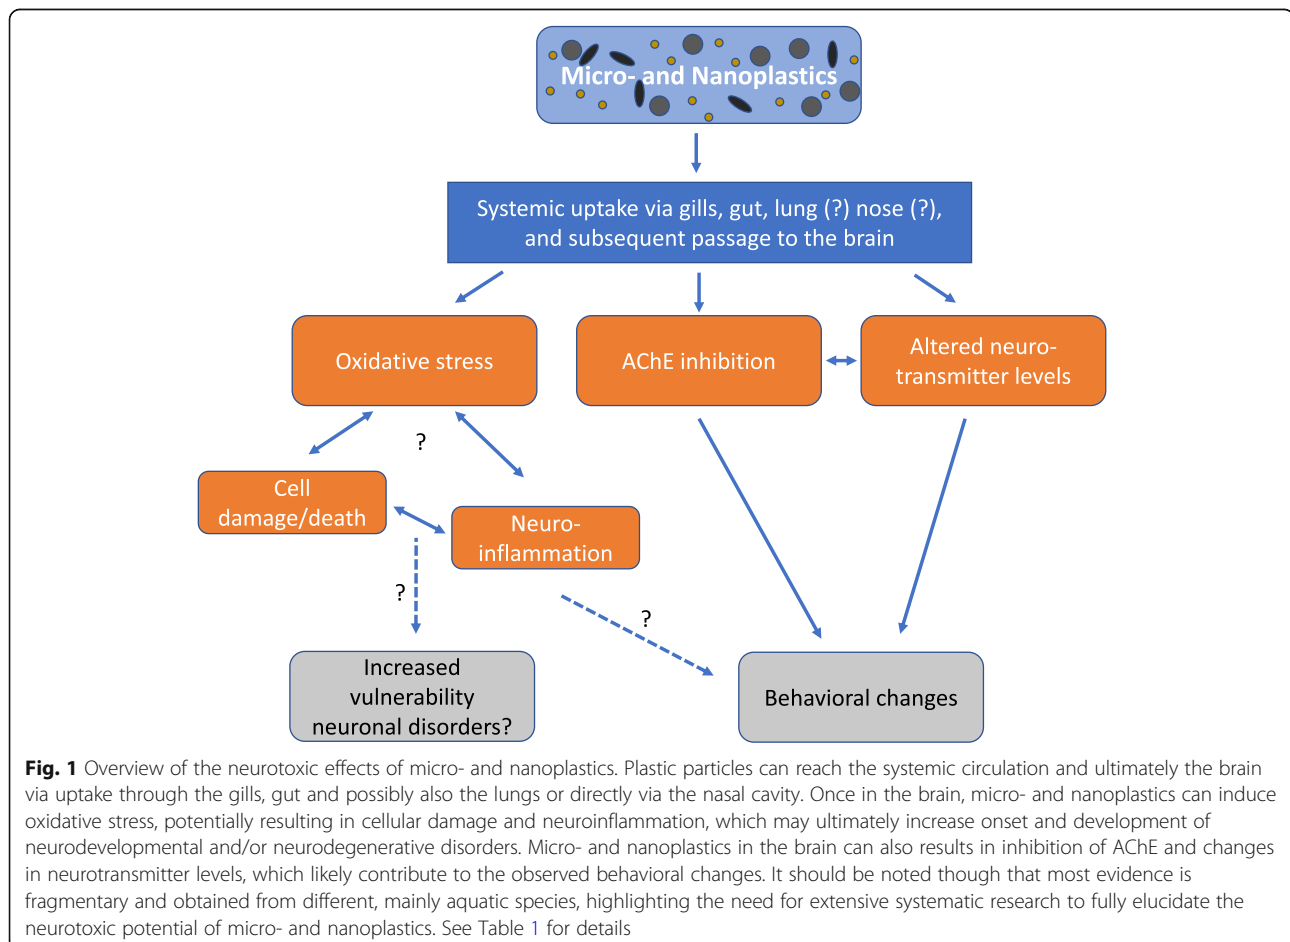 Micro- and Nanoplastics
Systemic uptake via gills, gut, lung (?) nose (?),
and subsequent passage to the brain
Oxidative stress
AChE inhibition
Altered neuro-
transmitter levels
?
Cell
damage/death
Neuro-
inflammation
?
?
Increased
vulnerability
neuronal disorders?
Behavioral changes
Fig. 1 Overview of the neurotoxic effects of micro- and nanoplastics. Plastic particles can reach the systemic circulation and ultimately the brain
via uptake through the gills, gut and possibly also the lungs or directly via the nasal cavity. Once in the brain, micro- and nanoplastics can induce
oxidative stress, potentially resulting in cellular damage and neuroinflammation, which may ultimately increase onset and development of
neurodevelopmental and/or neurodegenerative disorders. Micro- and nanoplastics in the brain can also results in inhibition of AChE and changes
in neurotransmitter levels, which likely contribute to the observed behavioral changes. It should be noted though that most evidence is
fragmentary and obtained from different, mainly aquatic species, highlighting the need for extensive systematic research to fully elucidate the
neurotoxic potential of micro- and nanoplastics. See Table 1 for details